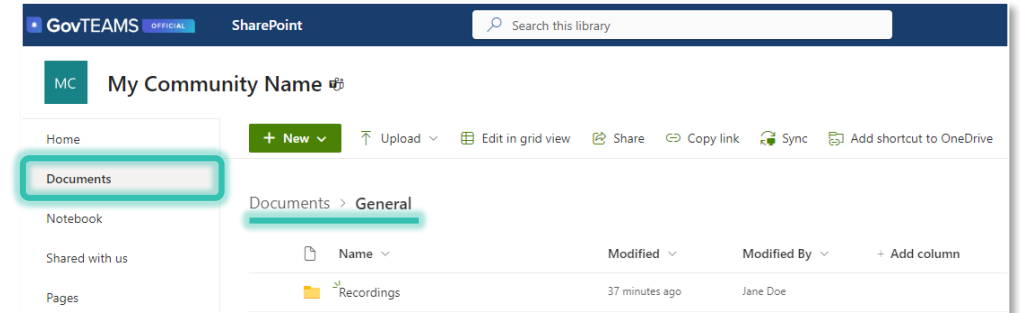 GovTEAMS OFFICIAL SharePoint Search this library
MC My Community Name
Home
Documents
Notebook
Shared with us
Pages
+ New Upload Edit in grid view Share Copy link Sync Add shortcut to OneDrive
Documents > General
Name Modified Modified By + Add column
Recordings 37 minutes ago Jane Doe